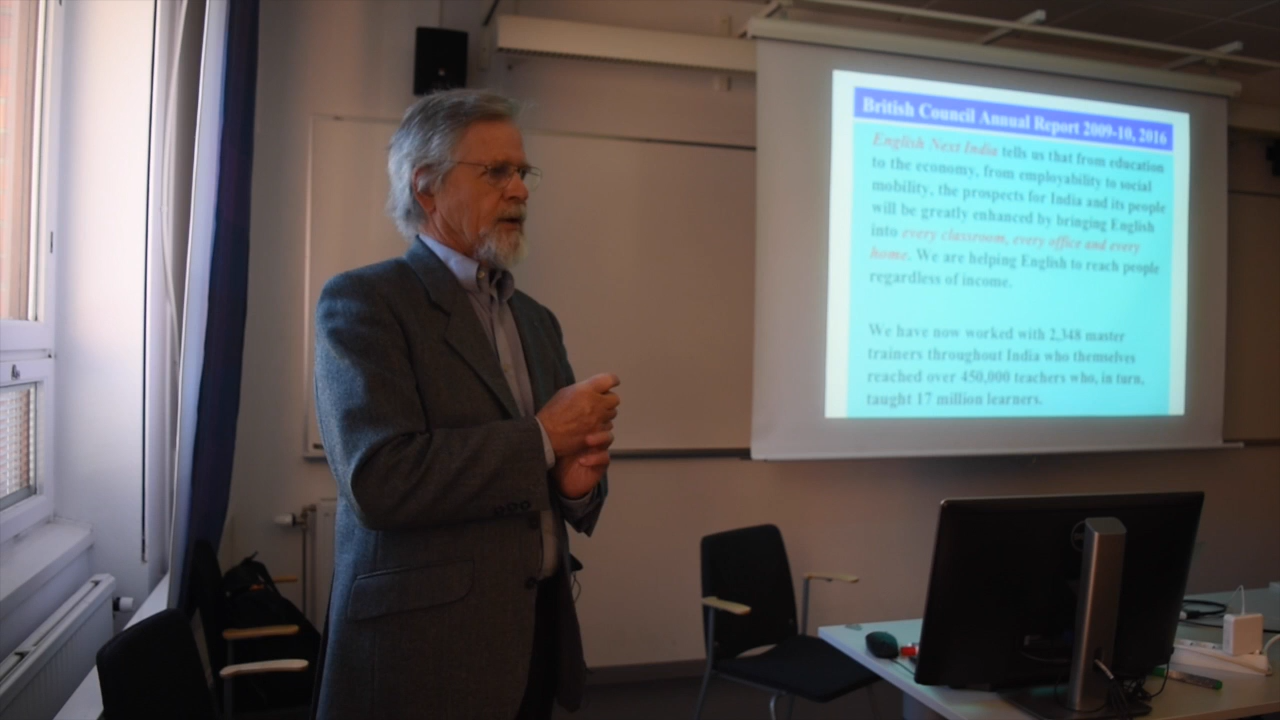 British Council Annual Report 2009-10, 2016
English Next India tells us that from education
to the economy, from employability to social
mobility, the prospects for India and its people
will be greatly enhanced by bringing English
into every classroom, every office and every
home. We are helping English to reach people
regardless of income.
We have now worked with 2,348 master
trainers throughout India who themselves
reached over 450,000 teachers who, in turn,
taught 17 million learners.